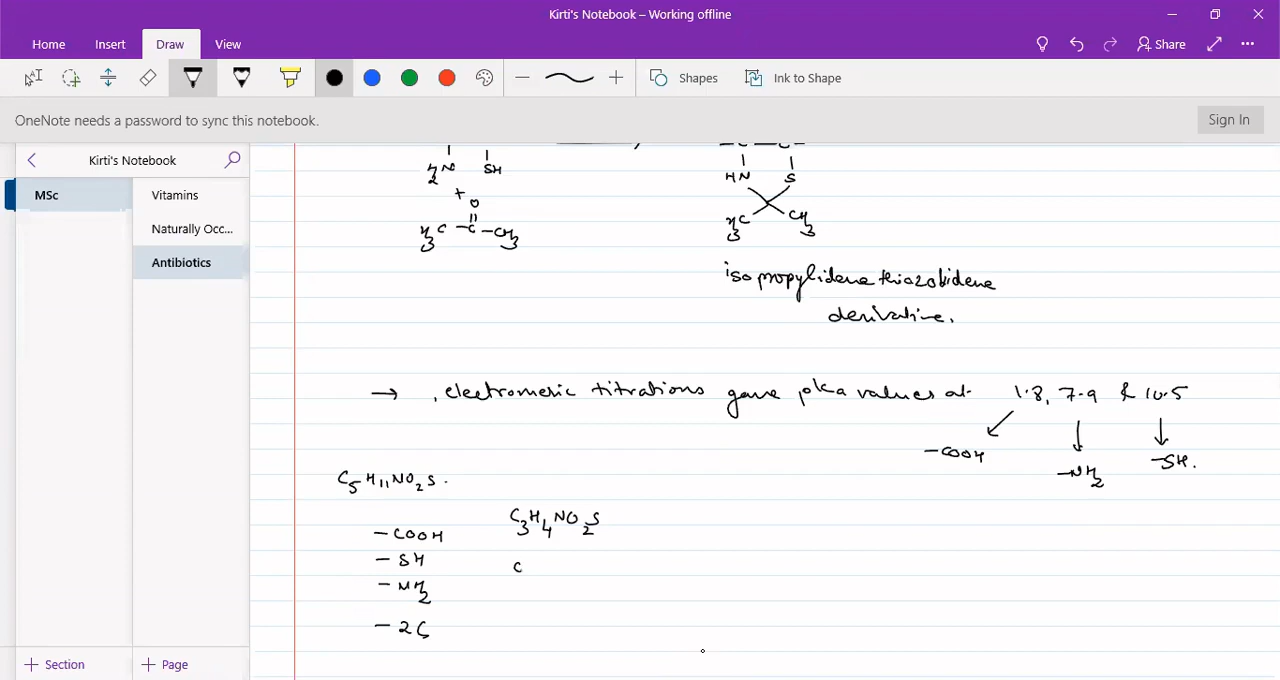 Kirti's Notebook – Working offline
Home Insert Draw View Share
Shapes Ink to Shape
OneNote needs a password to sync this notebook. Sign In
Kirti's Notebook
MSc
Vitamins
Naturally Occ...
Antibiotics
Section Page
— C — C —
H₂N SH
HN S
+
O
H₃C — C — CH₃
H₃C CH₃
isopropylidene thiazolidene
derivative.
→ electrometric titrations gave pka values at 1.8, 7.9 & 10.5
— COOH — NH₂ — SH.
C₅H₁₁NO₂S.
C₃H₄NO₂S
— COOH
— SH C
— NH₂
— 2C